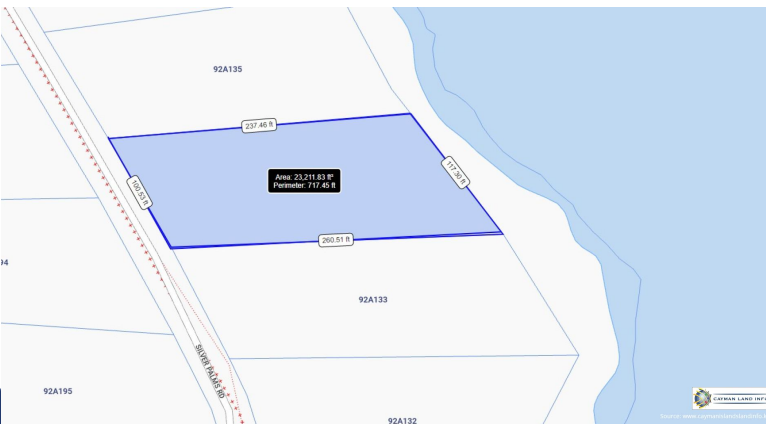 92A135
237.46 ft
117.30 ft
Area: 23,211.83 ft²
Perimeter: 717.45 ft
100.53 ft
260.51 ft
92A133
SILVER PALMS RD
92A195
CAYMAN LAND INF
92A132